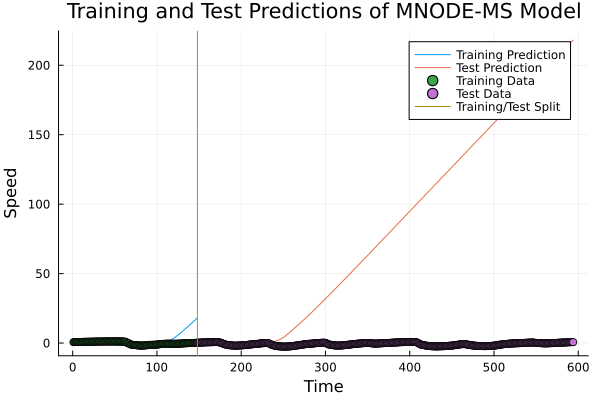 Training and Test Predictions of MNODE-MS Model
Training Prediction
Test Prediction
Training Data
Test Data
Training/Test Split
Speed
200
150
100
50
0
0 100 200 300 400 500 600
Time